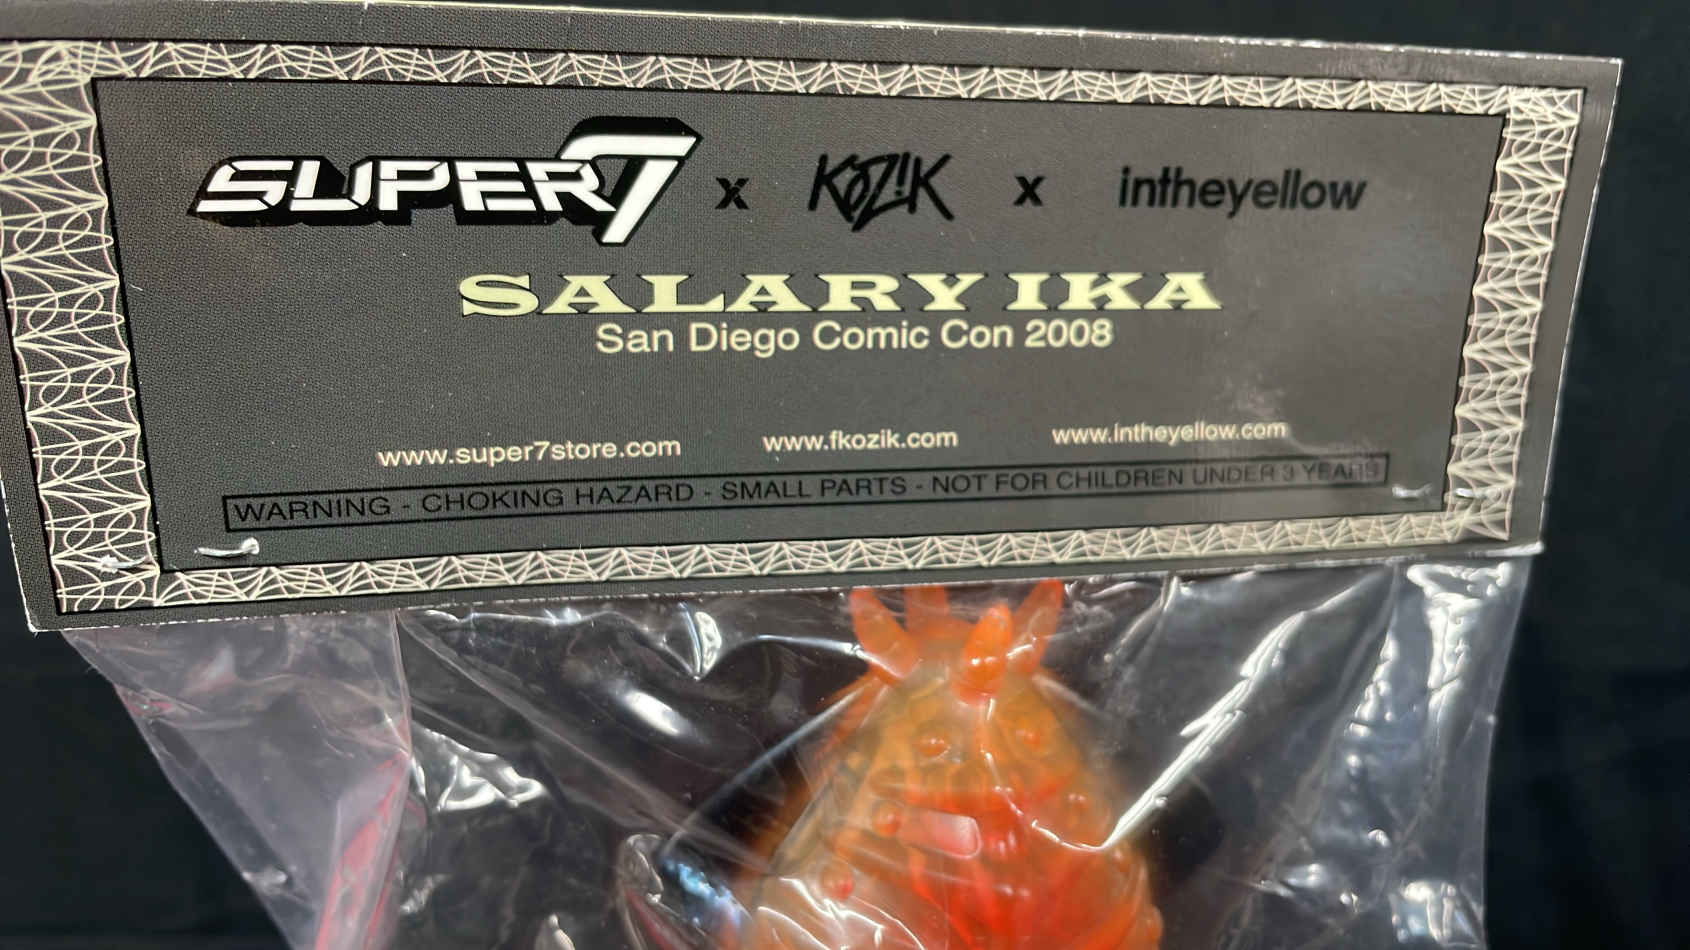 SUPER7 x KOZIK x intheyellow
SALARY IKA
San Diego Comic Con 2008
www.super7store.com www.fkozik.com www.intheyellow.com
WARNING - CHOKING HAZARD - SMALL PARTS - NOT FOR CHILDREN UNDER 3 YEARS